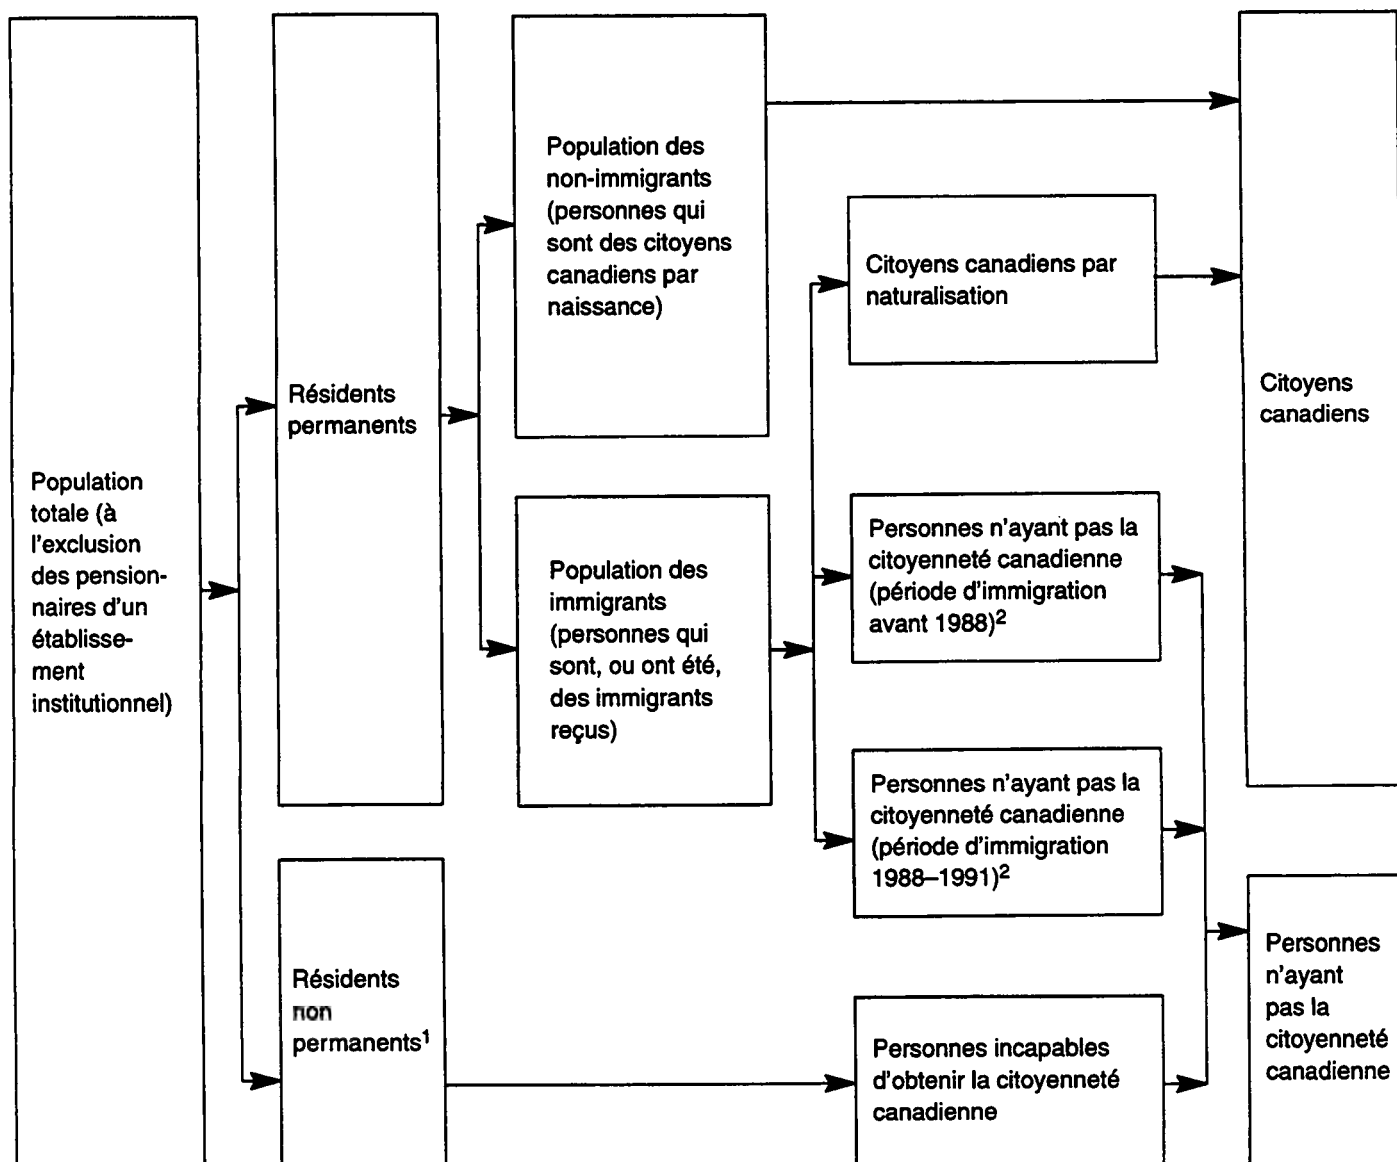 Population
totale (à
l'exclusion
des pension-
naires d'un
établisse-
ment
institutionnel)
Résidents
permanents
Résidents
non
permanents1
Population des
non-immigrants
(personnes qui
sont des citoyens
canadiens par
naissance)
Population des
immigrants
(personnes qui
sont, ou ont été,
des immigrants
reçus)
Citoyens canadiens par
naturalisation
Personnes n'ayant pas la
citoyenneté canadienne
(période d'immigration
avant 1988)2
Personnes n'ayant pas la
citoyenneté canadienne
(période d'immigration
1988–1991)2
Personnes incapables
d'obtenir la citoyenneté
canadienne
Citoyens
canadiens
Personnes
n'ayant
pas la
citoyenneté
canadienne